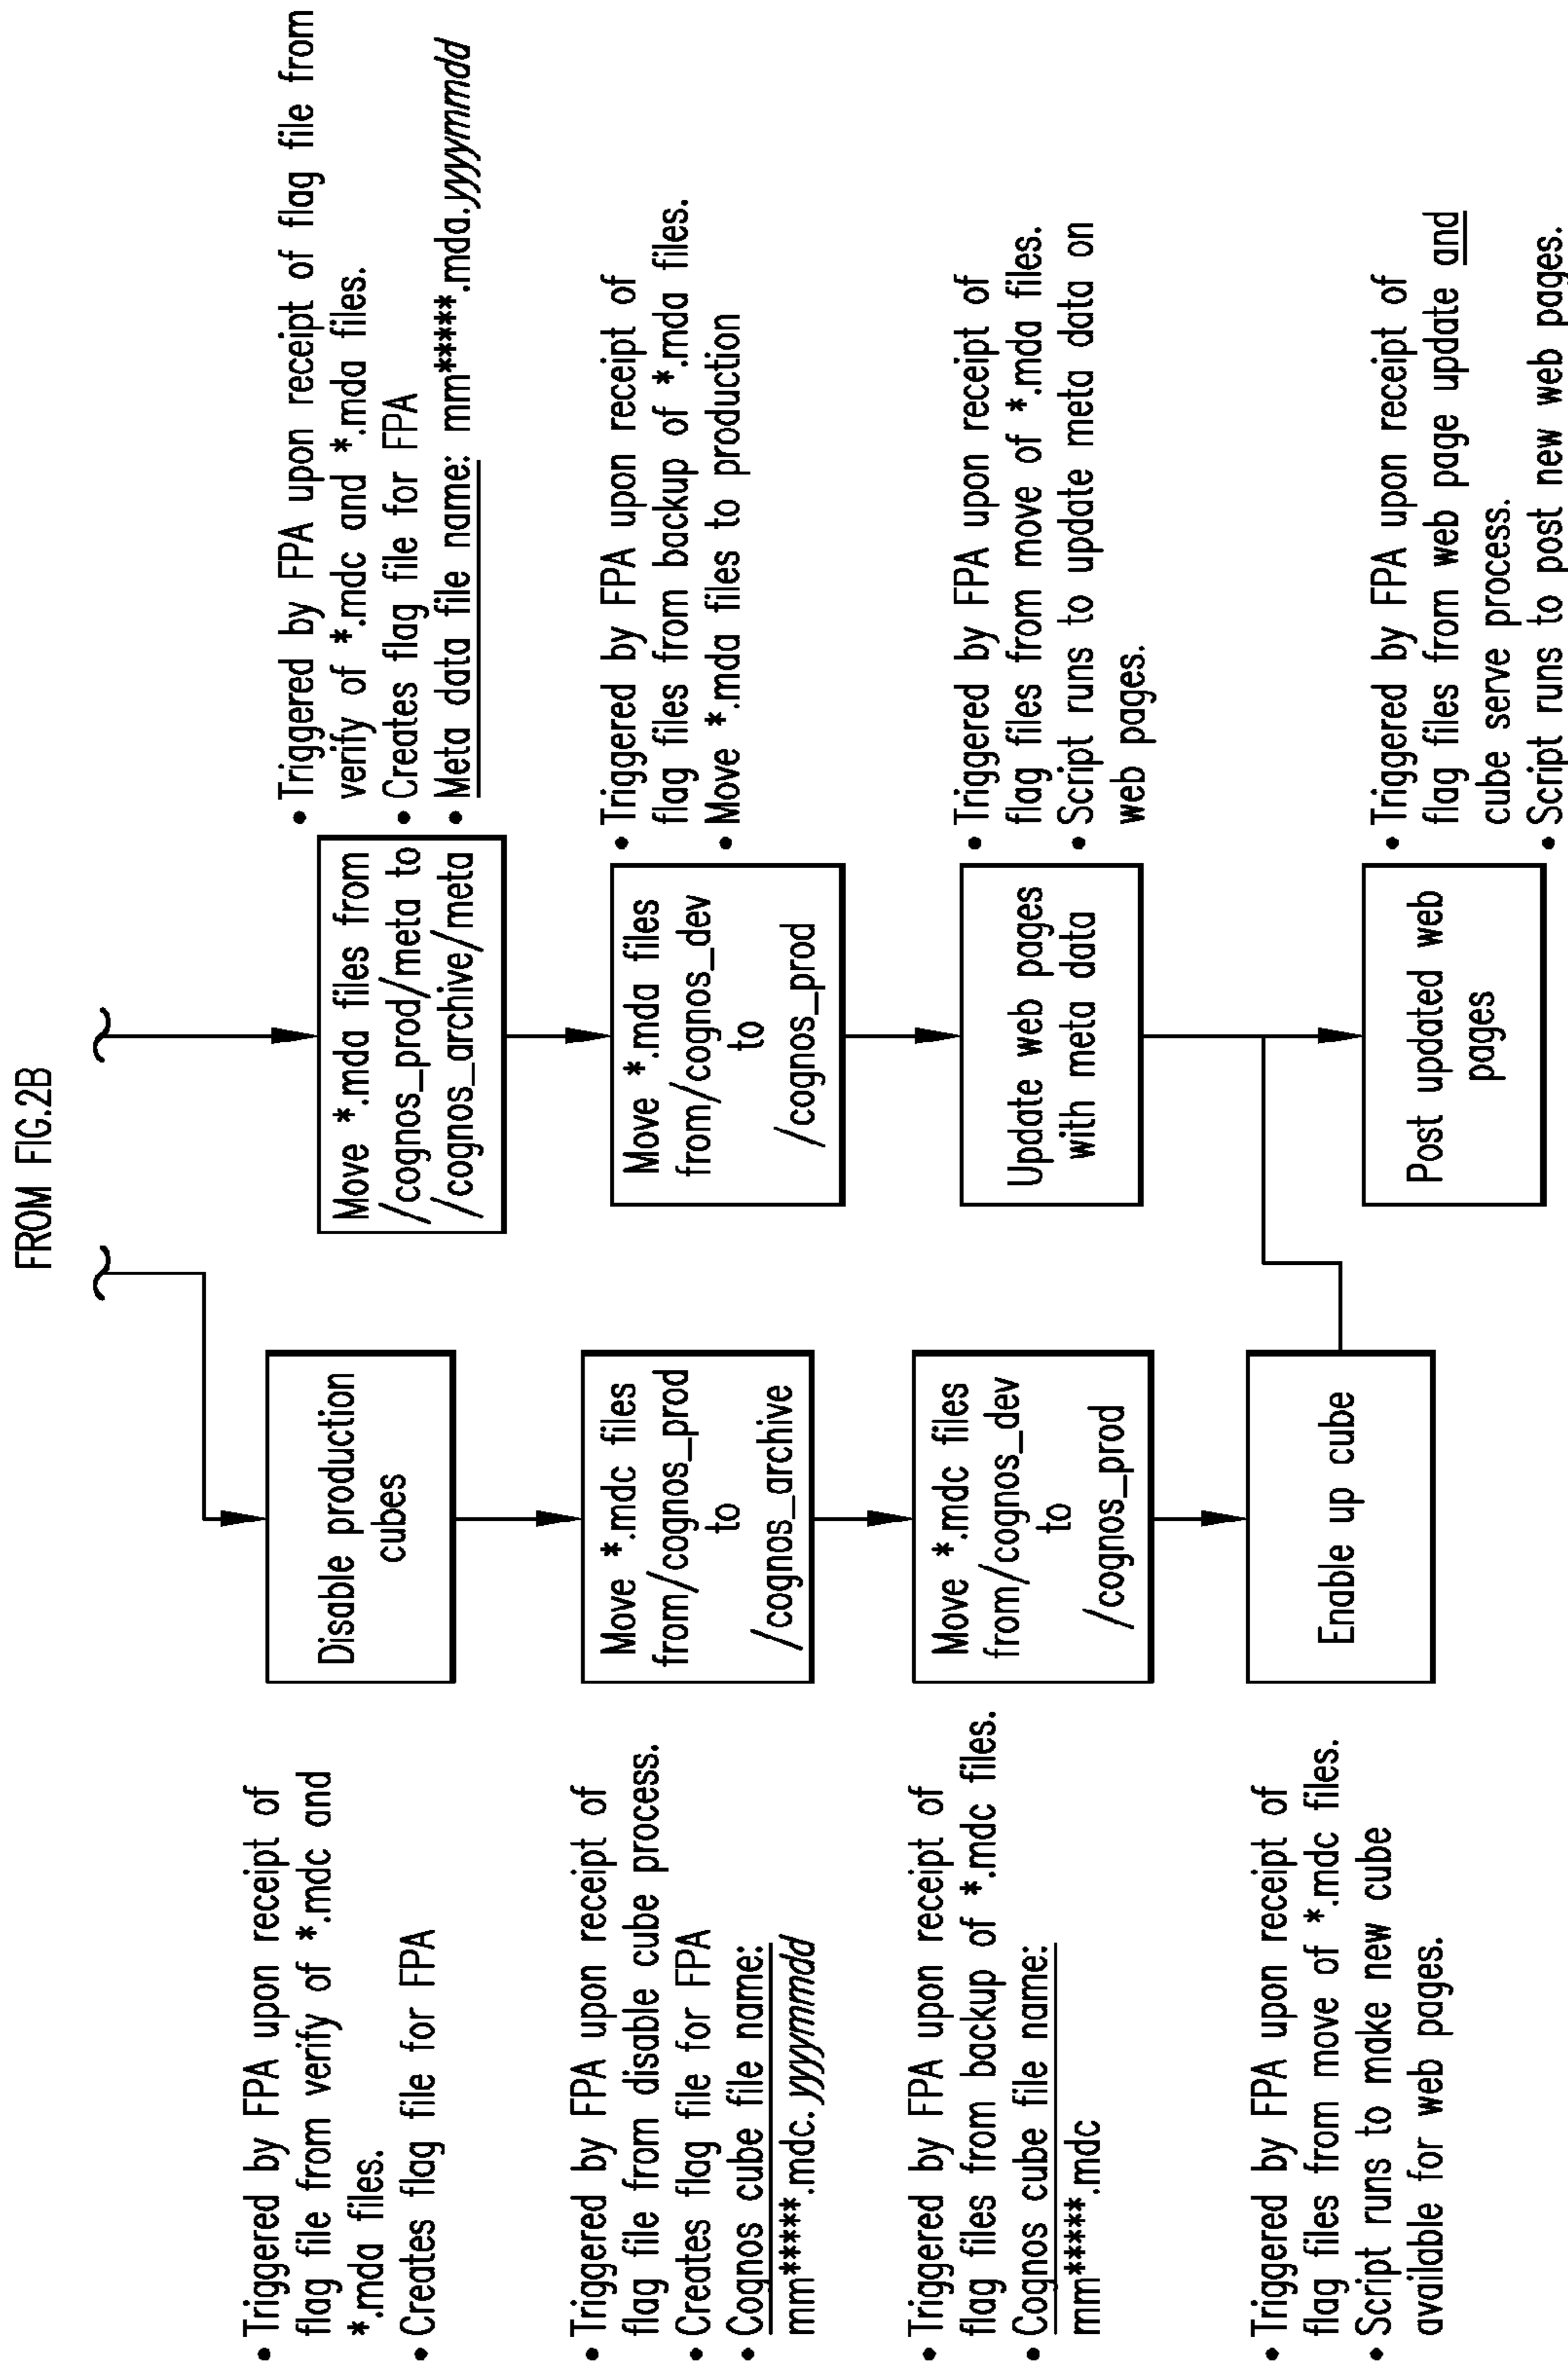 FROM FIG.2B
• Triggered by FPA upon receipt of
flag file from verify of *.mdc and
*.mda files.
• Creates flag file for FPA
Disable production
cubes
• Triggered by FPA upon receipt of
flag file from disable cube process.
• Creates flag file for FPA
• Cognos cube file name:
mm*****.mdc.yyyymmdd
Move *.mdc files
from/cognos_prod
to
/cognos_archive
• Triggered by FPA upon receipt of
flag files from backup of *.mdc files.
• Cognos cube file name:
mm*****.mdc
Move *.mdc files
from/cognos_dev
to
/cognos_prod
• Triggered by FPA upon receipt of
flag files from move of *.mdc files.
• Script runs to make new cube
available for web pages.
Enable up cube
Move *.mda files from
/cognos_prod/meta to
/cognos_archive/meta
• Triggered by FPA upon receipt of flag file from
verify of *.mdc and *.mda files.
• Creates flag file for FPA
• Meta data file name: mm*****.mda.yyyymmdd
Move *.mda files
from/cognos_dev
to
/cognos_prod
• Triggered by FPA upon receipt of
flag files from backup of *.mda files.
• Move *.mda files to production
Update web pages
with meta data
• Triggered by FPA upon receipt of
flag files from move of *.mda files.
• Script runs to update meta data on
web pages.
Post updated web
pages
• Triggered by FPA upon receipt of
flag files from web page update and
cube serve process.
• Script runs to post new web pages.